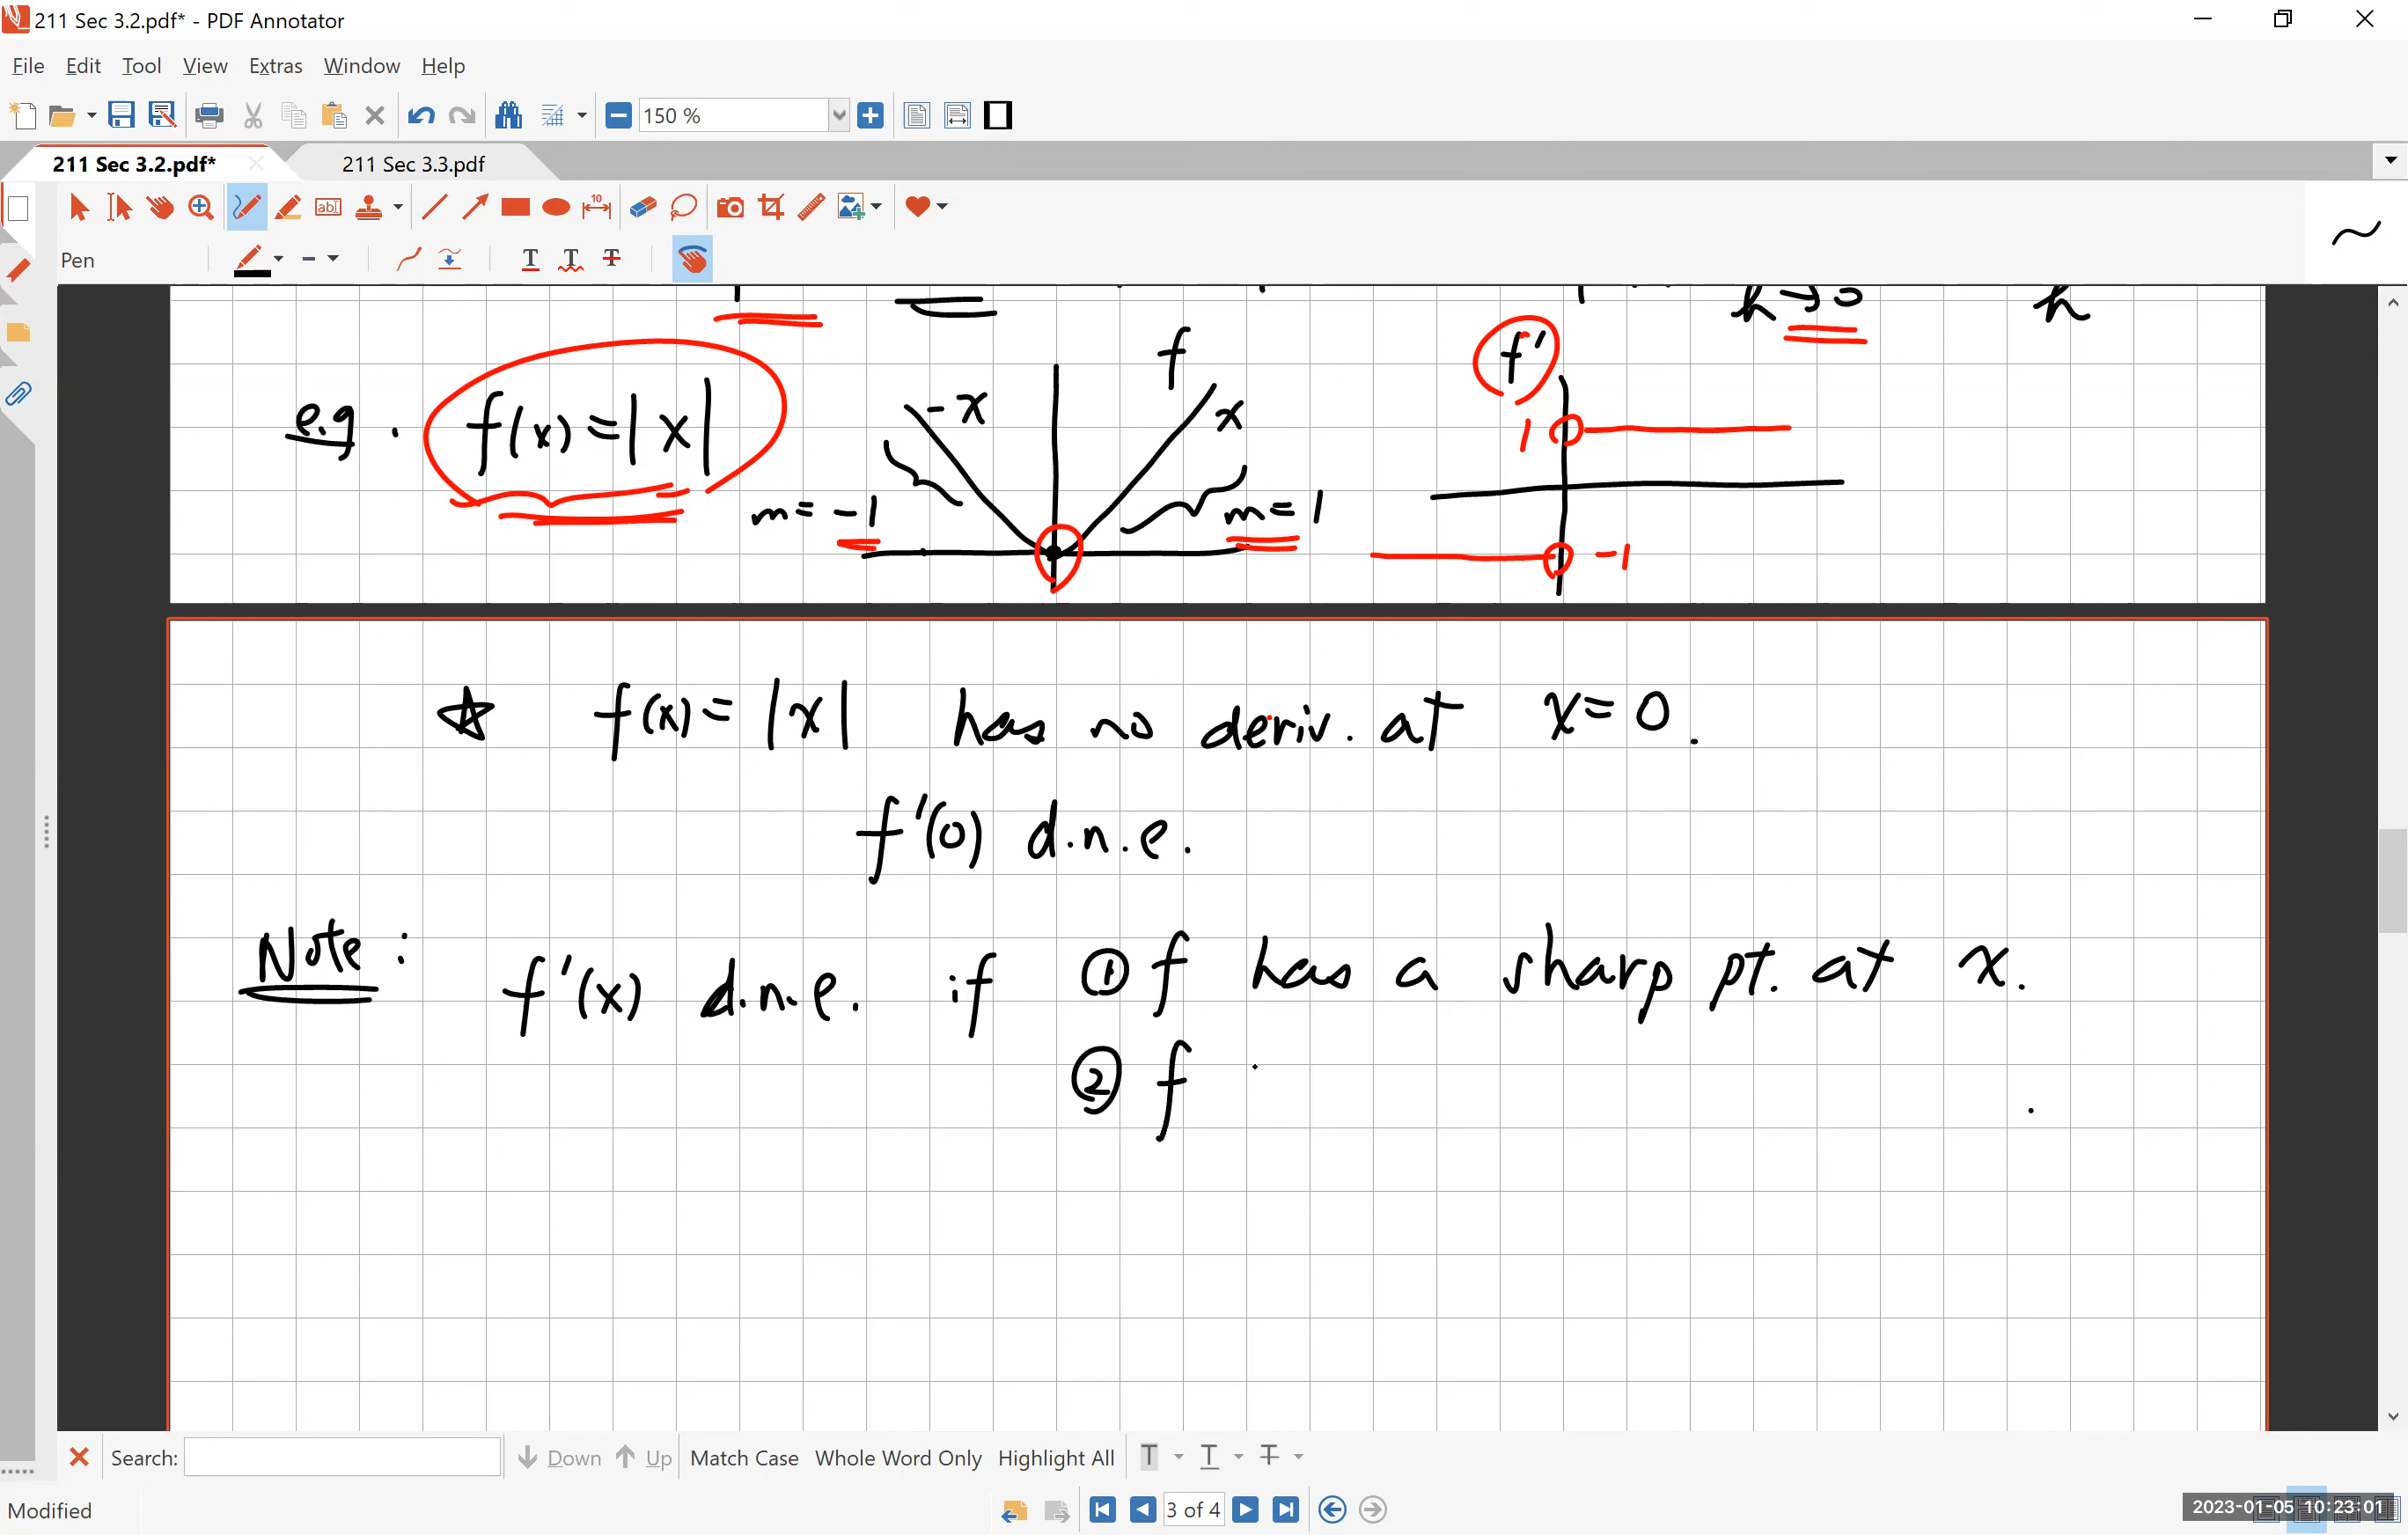 211 Sec 3.2.pdf* - PDF Annotator
File Edit Tool View Extras Window Help
150 %
211 Sec 3.2.pdf* 211 Sec 3.3.pdf
Pen
h→0 h
e.g. f(x)=|x| -x f x f'
m=-1 m=1 1 -1
☆ f(x)=|x| has no deriv. at x=0.
f'(0) d.n.e.
Note: f'(x) d.n.e. if ① f has a sharp pt. at x.
② f
Search: Down Up Match Case Whole Word Only Highlight All
Modified 3 of 4 2023-01-05 10:23:01